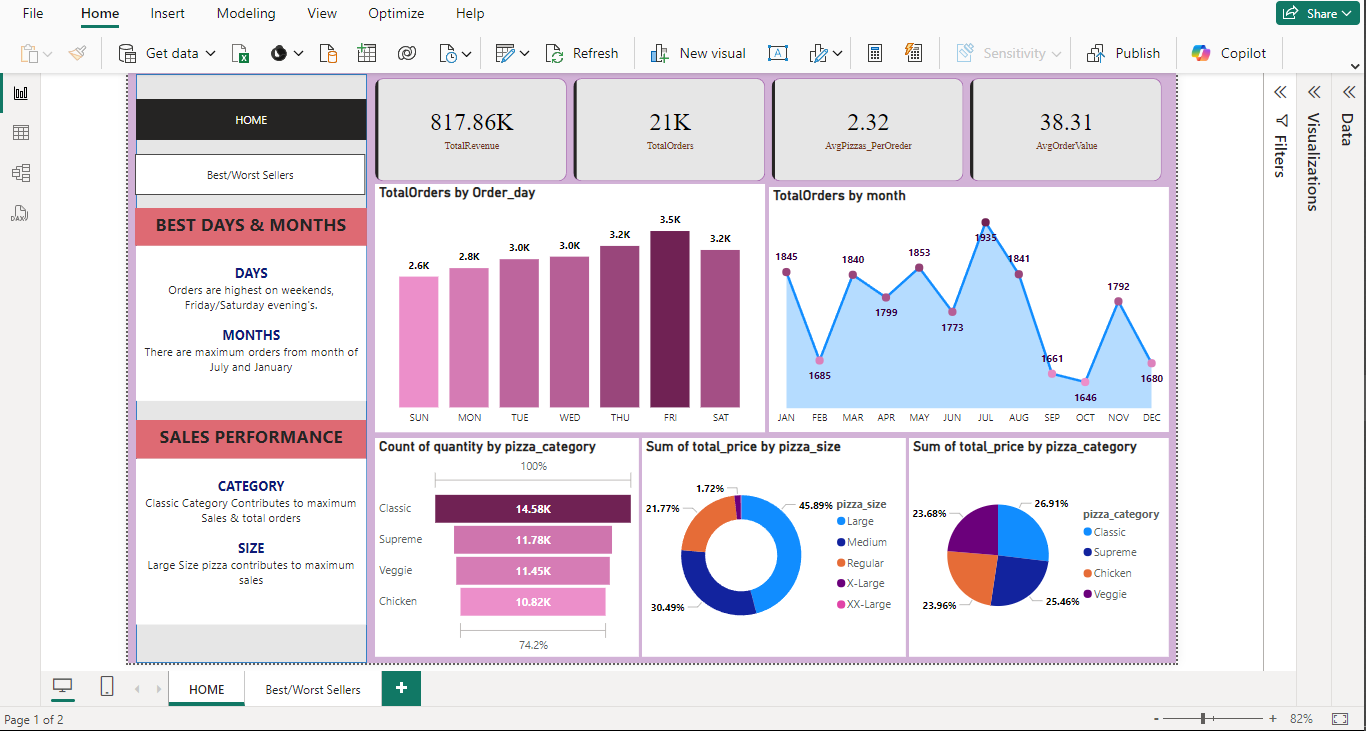 File Home Insert Modeling View Optimize Help Share
Get data Refresh New visual A Sensitivity Publish Copilot
DAX
HOME
Best/Worst Sellers
BEST DAYS & MONTHS
DAYS
Orders are highest on weekends,
Friday/Saturday evening's.
MONTHS
There are maximum orders from month of
July and January
SALES PERFORMANCE
CATEGORY
Classic Category Contributes to maximum
Sales & total orders
SIZE
Large Size pizza contributes to maximum
sales
817.86K
TotalRevenue
21K
TotalOrders
2.32
AvgPizzas_PerOreder
38.31
AvgOrderValue
TotalOrders by Order_day
2.6K 2.8K 3.0K 3.0K 3.2K 3.5K 3.2K
SUN MON TUE WED THU FRI SAT
TotalOrders by month
1845 1685 1840 1799 1853 1773 1935 1841 1661 1646 1792 1680
JAN FEB MAR APR MAY JUN JUL AUG SEP OCT NOV DEC
Count of quantity by pizza_category
100%
Classic 14.58K
Supreme 11.78K
Veggie 11.45K
Chicken 10.82K
74.2%
Sum of total_price by pizza_size
1.72%
21.77%
45.89%
30.49%
pizza_size
Large
Medium
Regular
X-Large
XX-Large
Sum of total_price by pizza_category
26.91%
23.68%
23.96%
25.46%
pizza_category
Classic
Supreme
Chicken
Veggie
Filters
Visualizations
Data
HOME Best/Worst Sellers +
Page 1 of 2
- + 82%